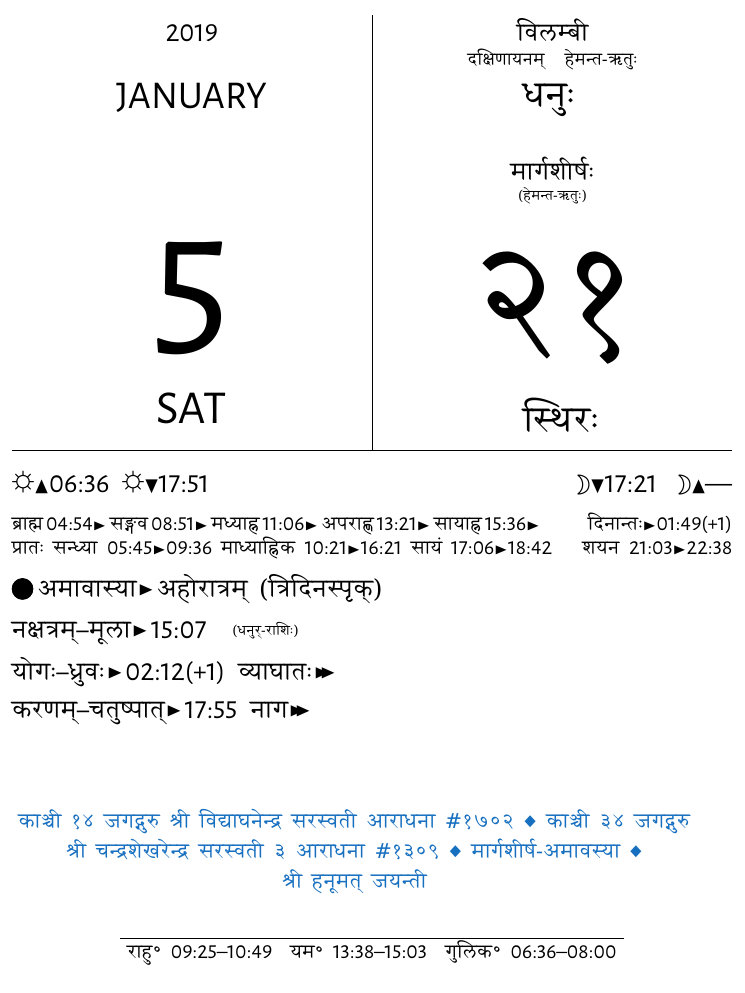 2019
JANUARY
5
SAT
विलम्बी
दक्षिणायनम् हेमन्त-ऋतुः
धनुः
मार्गशीर्षः
(हेमन्त-ऋतुः)
२१
स्थिरः
☼▲06:36 ☼▼17:51 ☽▼17:21 ☽▲—
ब्राह्म 04:54► सङ्गव 08:51► मध्याह्न 11:06► अपराह्ण 13:21► सायाह्न 15:36► दिनान्तः►01:49(+1)
प्रातः सन्ध्या 05:45►09:36 माध्याह्निक 10:21►16:21 सायं 17:06►18:42 शयन 21:03►22:38
●अमावास्या►अहोरात्रम् (त्रिदिनस्पृक्)
नक्षत्रम्–मूला►15:07 (धनुर्-राशिः)
योगः–ध्रुवः►02:12(+1) व्याघातः►►
करणम्–चतुष्पात्►17:55 नाग►►
काञ्ची १४ जगद्गुरु श्री विद्याघनेन्द्र सरस्वती आराधना #१७०२ ◆ काञ्ची ३४ जगद्गुरु
श्री चन्द्रशेखरेन्द्र सरस्वती ३ आराधना #१३०९ ◆ मार्गशीर्ष-अमावस्या ◆
श्री हनूमत् जयन्ती
राहु॰ 09:25–10:49 यम॰ 13:38–15:03 गुलिक॰ 06:36–08:00